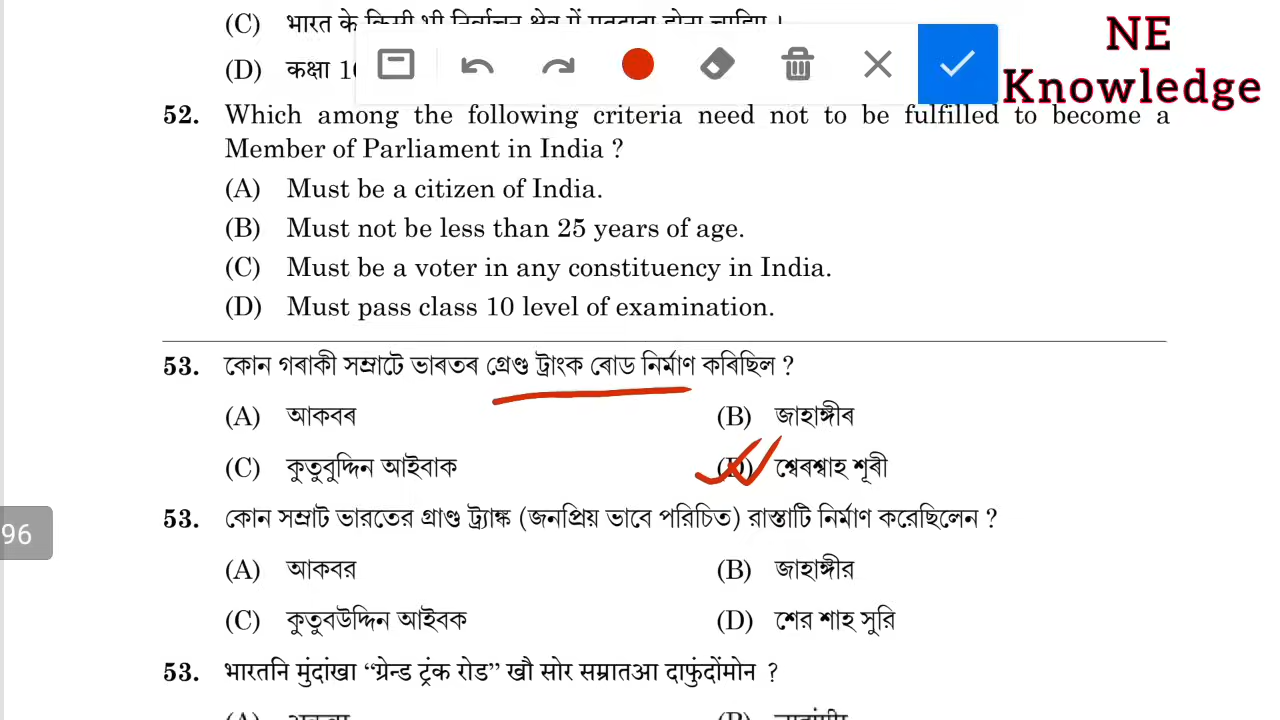 (C) भारत के किसी भी निर्वाचन क्षेत्र में मतदाता होना चाहिए ।
NE
(D) कक्षा 10
Knowledge
52. Which among the following criteria need not to be fulfilled to become a
Member of Parliament in India ?
(A) Must be a citizen of India.
(B) Must not be less than 25 years of age.
(C) Must be a voter in any constituency in India.
(D) Must pass class 10 level of examination.
53. কোন গৰাকী সম্ৰাটে ভাৰতৰ গ্ৰেণ্ড ট্ৰাংক ৰোড নিৰ্মাণ কৰিছিল ?
(A) আকবৰ (B) জাহাঙ্গীৰ
(C) কুতুবুদ্দিন আইবাক (D) শ্বেৰশ্বাহ শূৰী
53. কোন সম্রাট ভারতের গ্রাণ্ড ট্র্যাঙ্ক (জনপ্রিয় ভাবে পরিচিত) রাস্তাটি নির্মাণ করেছিলেন ?
(A) আকবর (B) জাহাঙ্গীর
96
(C) কুতুবউদ্দিন আইবক (D) শের শাহ সুরি
53. भारतनि मुंदांखा “ग्रेन्ड ट्रंक रोड” खौ सोर सम्रातआ दाफुंदोंमोन ?
(A) (B)